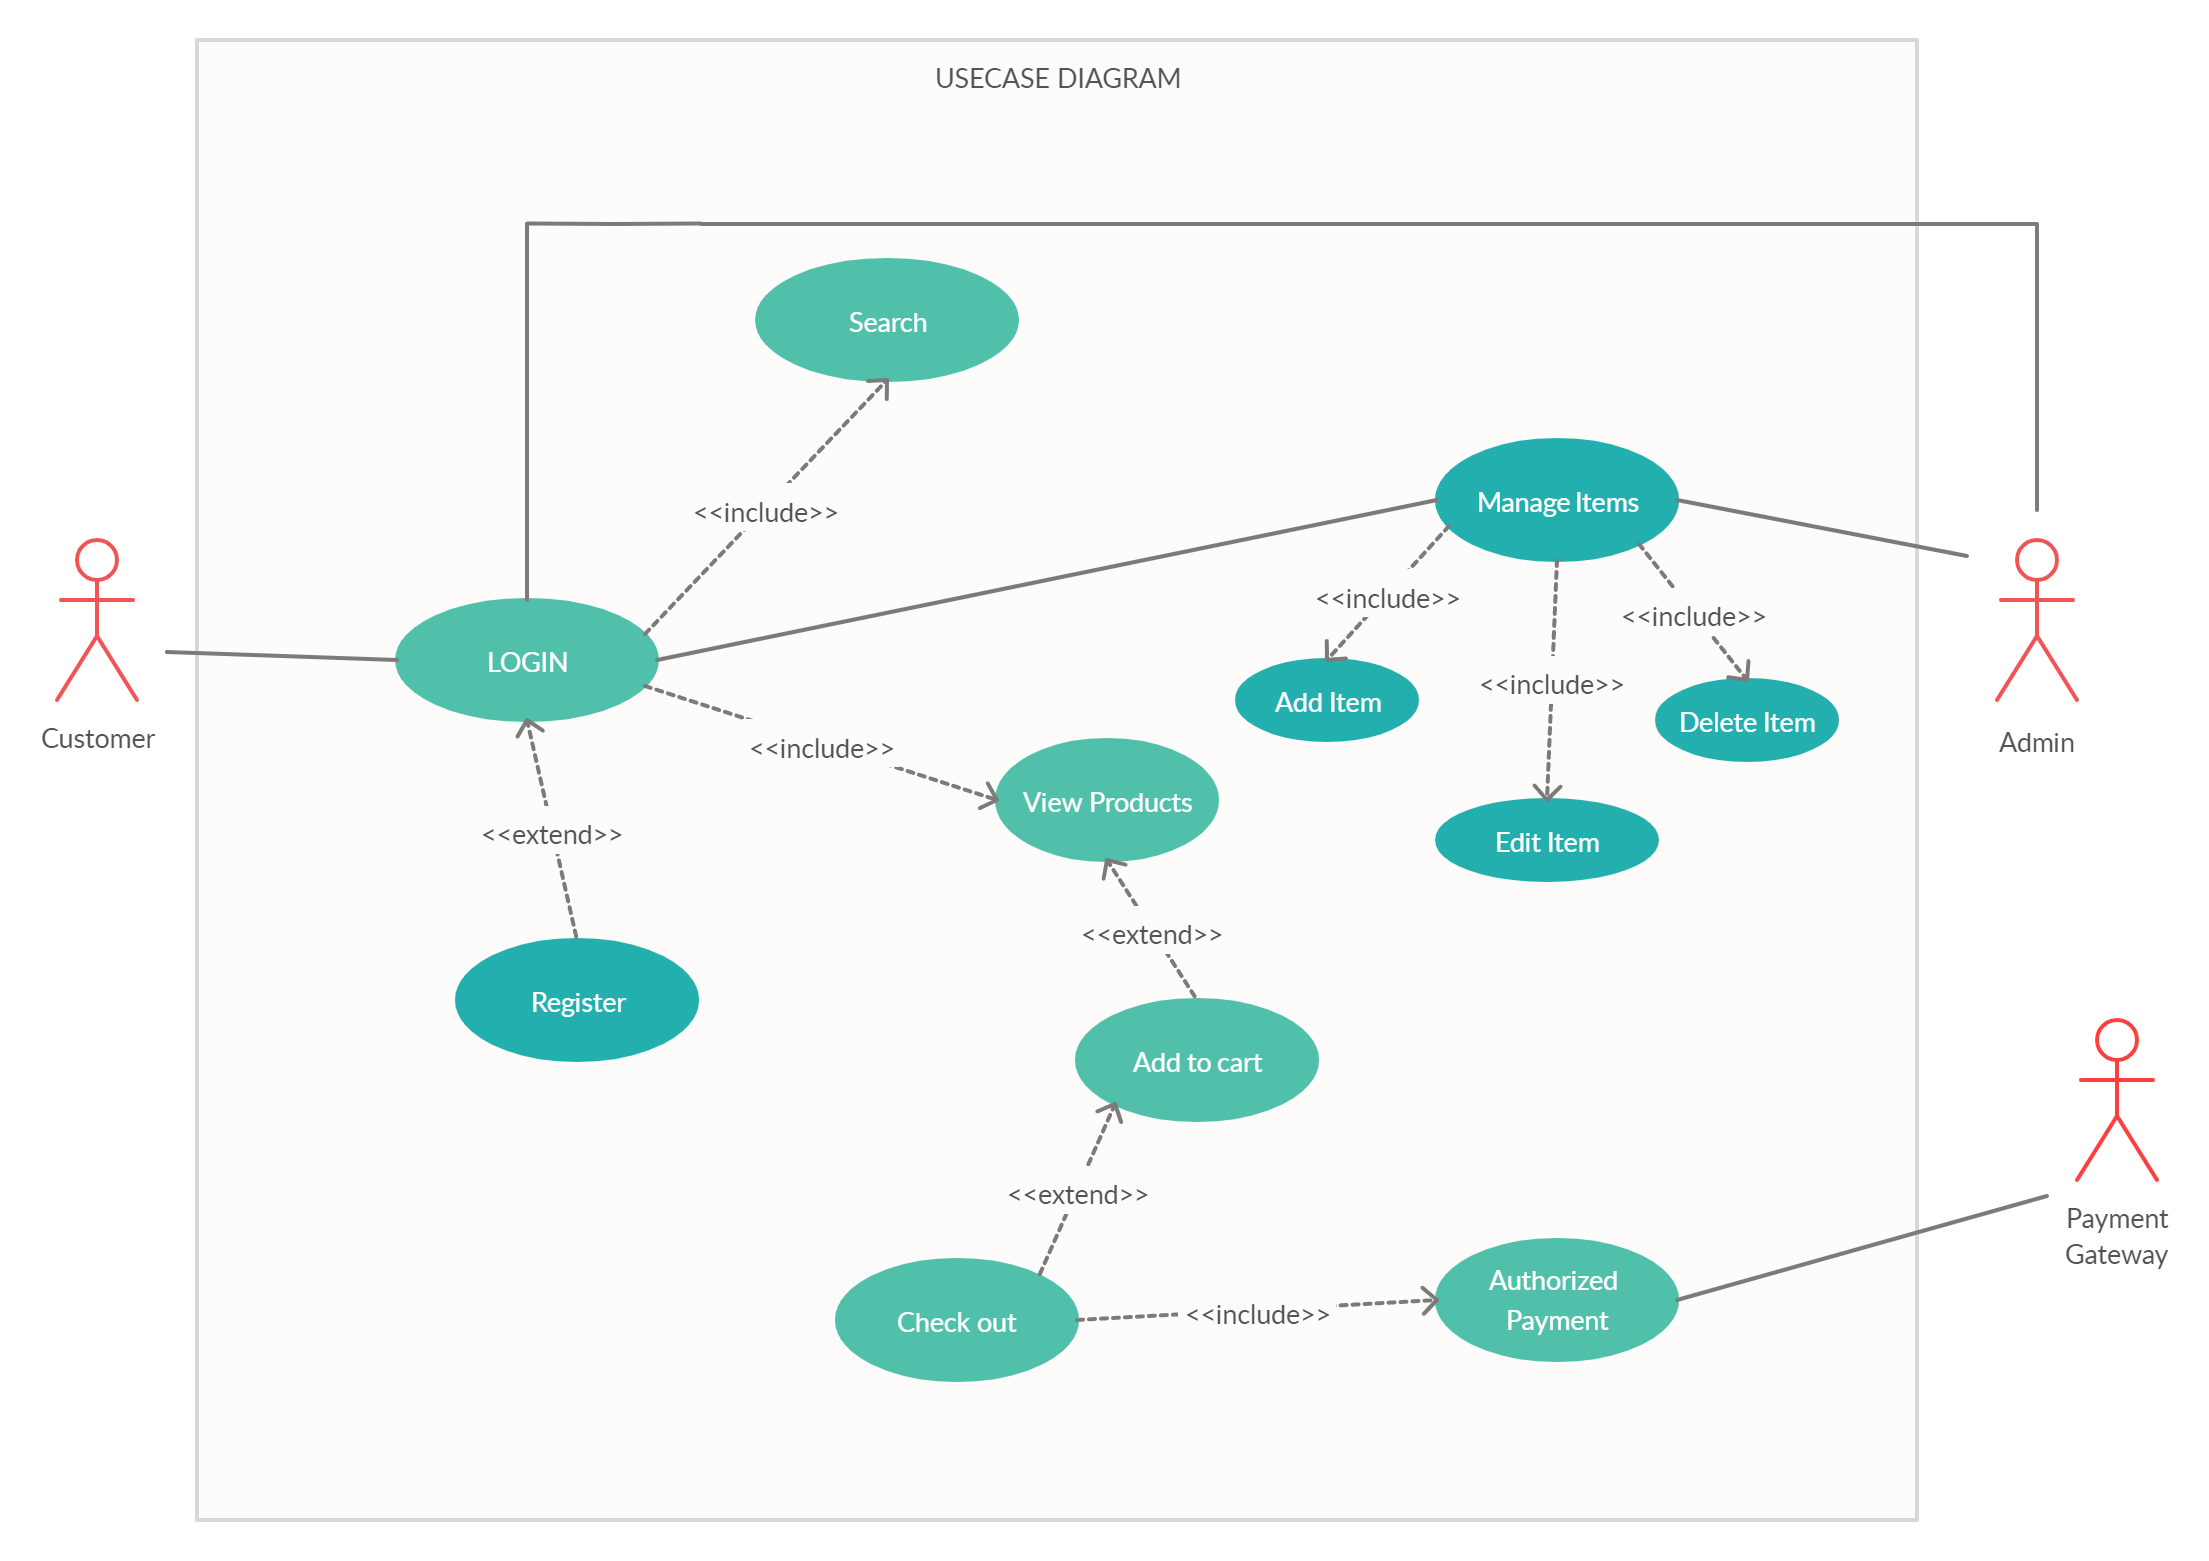 USECASE DIAGRAM
Search
<<include>>
Manage Items
<<include>>
<<include>>
LOGIN
<<include>>
Add Item
Delete Item
Customer
Admin
<<include>>
View Products
<<extend>>
Edit Item
<<extend>>
Register
Add to cart
<<extend>>
Payment
Gateway
Authorized
Payment
<<include>>
Check out